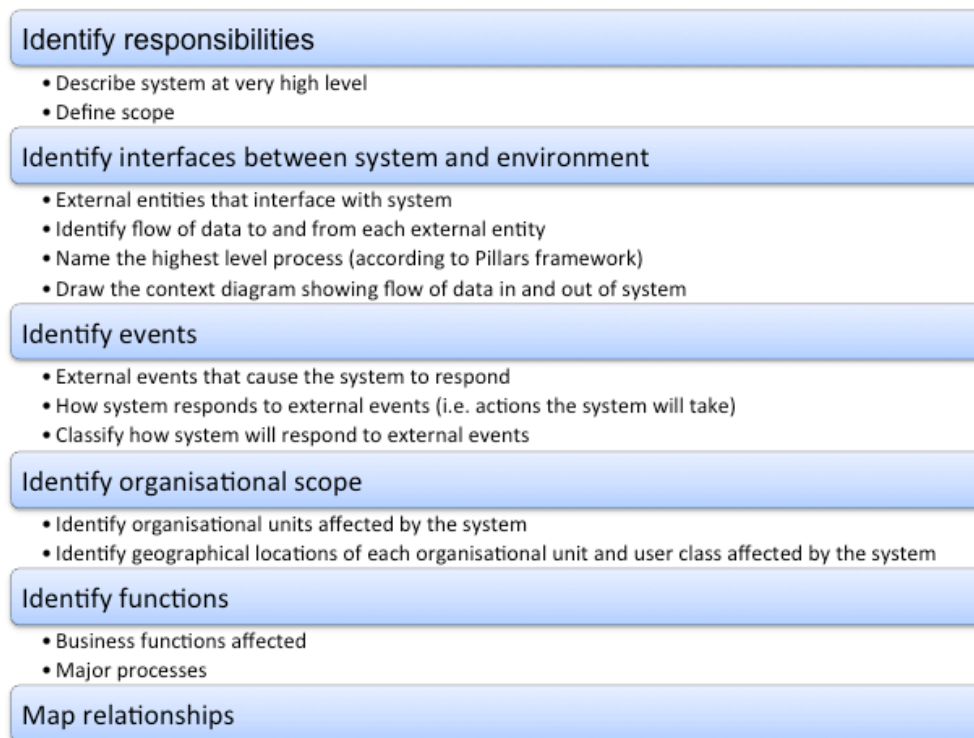 Identify responsibilities
• Describe system at very high level
• Define scope
Identify interfaces between system and environment
• External entities that interface with system
• Identify flow of data to and from each external entity
• Name the highest level process (according to Pillars framework)
• Draw the context diagram showing flow of data in and out of system
Identify events
• External events that cause the system to respond
• How system responds to external events (i.e. actions the system will take)
• Classify how system will respond to external events
Identify organisational scope
• Identify organisational units affected by the system
• Identify geographical locations of each organisational unit and user class affected by the system
Identify functions
• Business functions affected
• Major processes
Map relationships